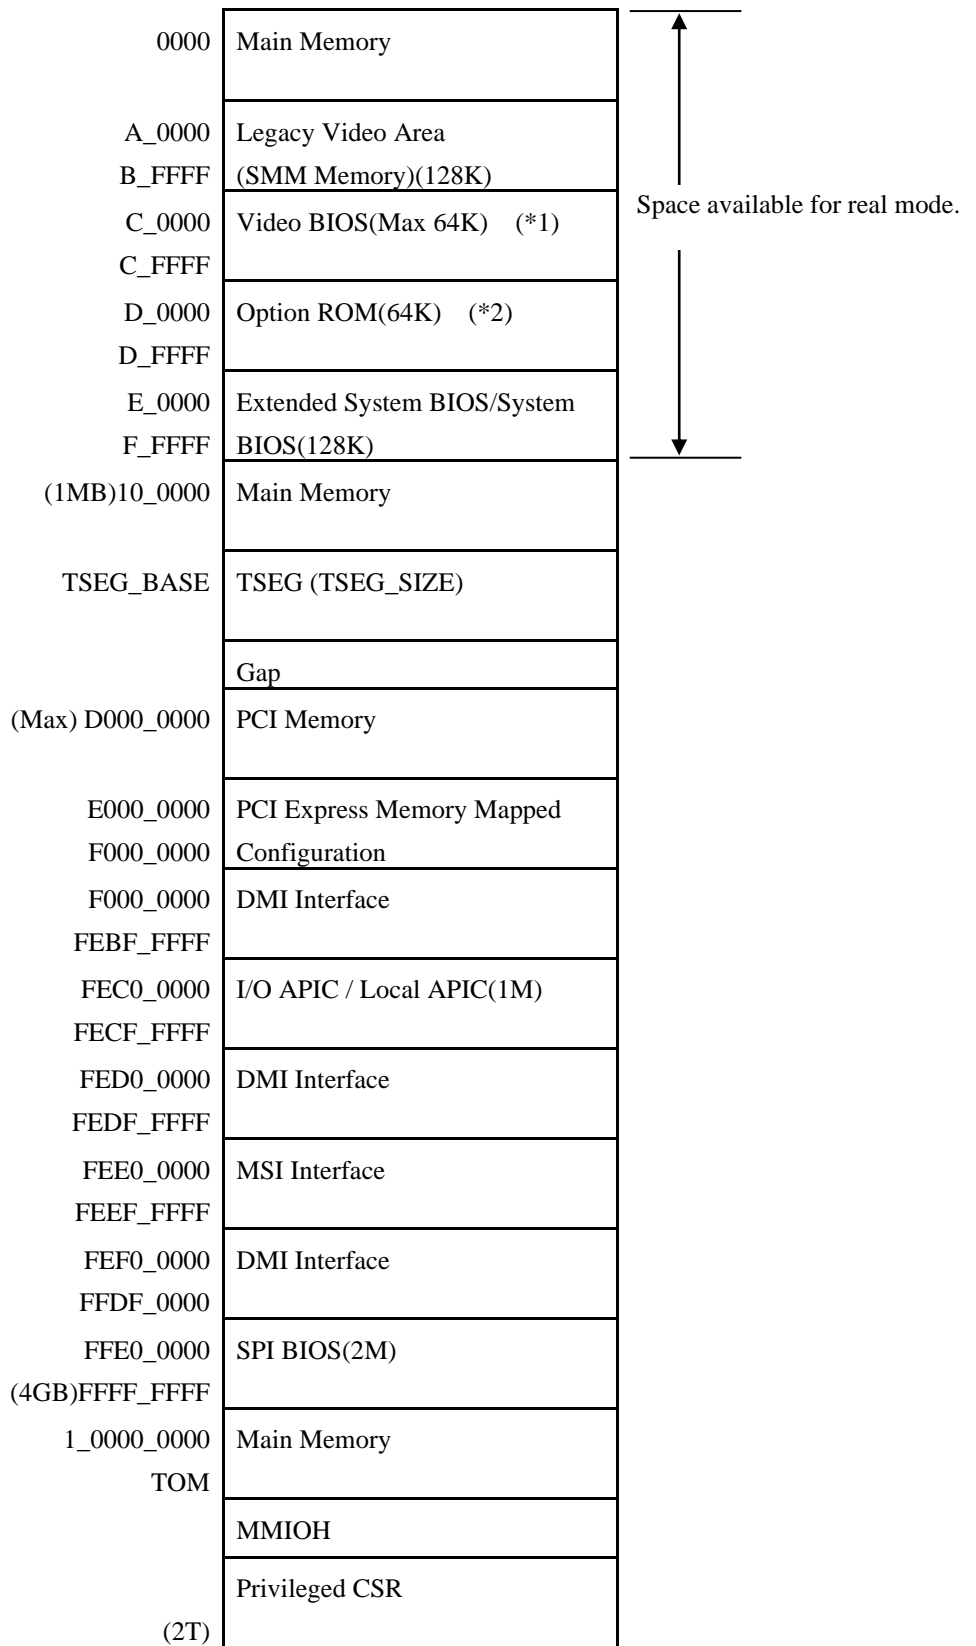 0000 Main Memory
A_0000 Legacy Video Area
B_FFFF (SMM Memory)(128K)
Space available for real mode.
C_0000 Video BIOS(Max 64K) (*1)
C_FFFF
D_0000 Option ROM(64K) (*2)
D_FFFF
E_0000 Extended System BIOS/System
F_FFFF BIOS(128K)
(1MB)10_0000 Main Memory
TSEG_BASE TSEG (TSEG_SIZE)
Gap
(Max) D000_0000 PCI Memory
E000_0000 PCI Express Memory Mapped
F000_0000 Configuration
F000_0000 DMI Interface
FEBF_FFFF
FEC0_0000 I/O APIC / Local APIC(1M)
FECF_FFFF
FED0_0000 DMI Interface
FEDF_FFFF
FEE0_0000 MSI Interface
FEEF_FFFF
FEF0_0000 DMI Interface
FFDF_0000
FFE0_0000 SPI BIOS(2M)
(4GB)FFFF_FFFF
1_0000_0000 Main Memory
TOM
MMIOH
Privileged CSR
(2T)